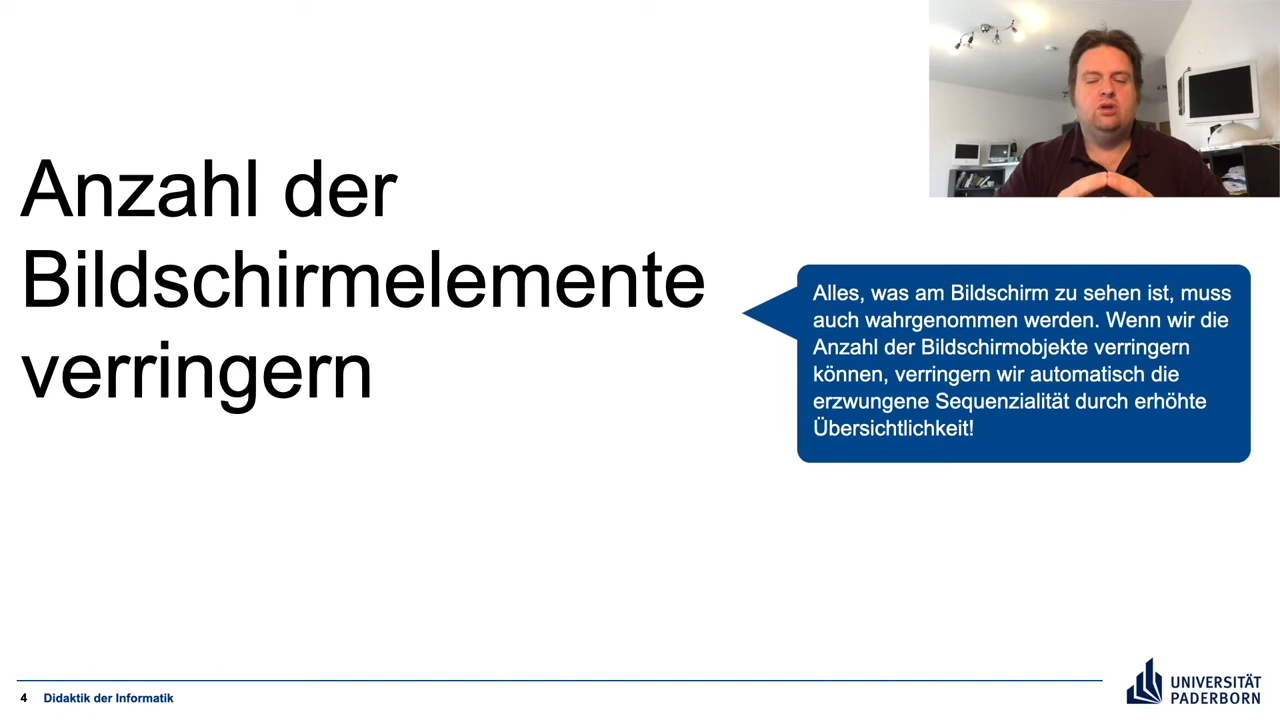 Anzahl der
Bildschirmelemente
verringern
Alles, was am Bildschirm zu sehen ist, muss
auch wahrgenommen werden. Wenn wir die
Anzahl der Bildschirmobjekte verringern
können, verringern wir automatisch die
erzwungene Sequenzialität durch erhöhte
Übersichtlichkeit!
4 Didaktik der Informatik
UNIVERSITÄT
PADERBORN